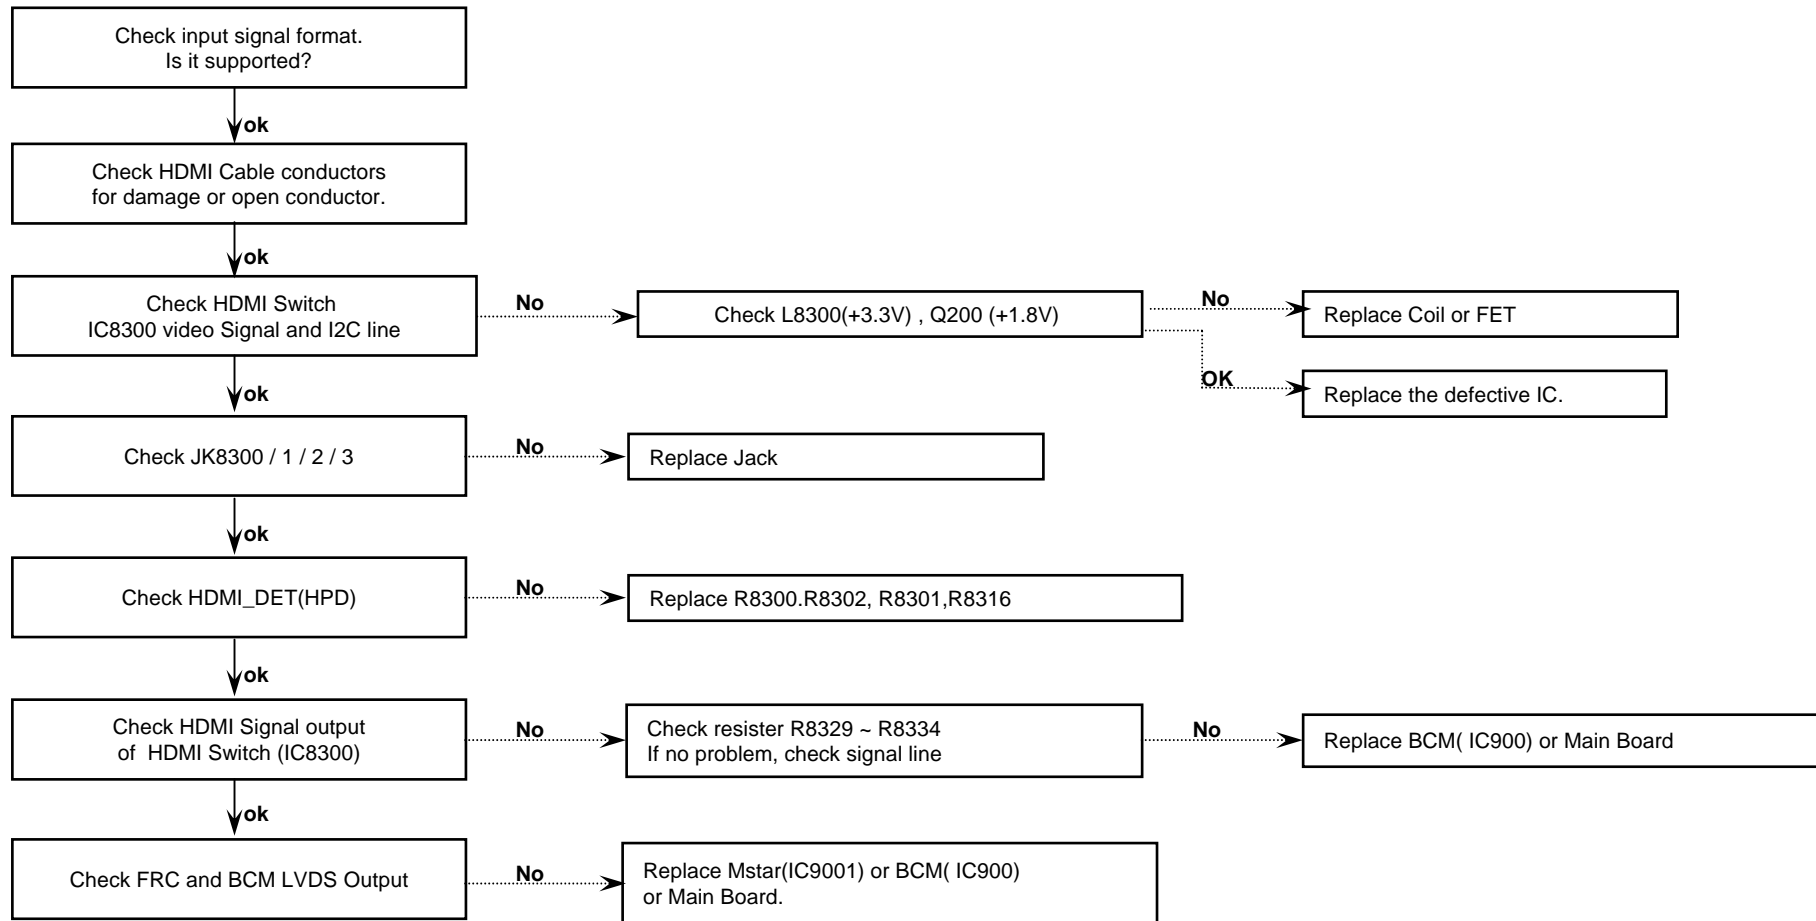 Check input signal format.
Is it supported?
ok
Check HDMI Cable conductors
for damage or open conductor.
ok
Check HDMI Switch
IC8300 video Signal and I2C line
No
Check L8300(+3.3V) , Q200 (+1.8V)
No
Replace Coil or FET
OK
Replace the defective IC.
ok
Check JK8300 / 1 / 2 / 3
No
Replace Jack
ok
Check HDMI_DET(HPD)
No
Replace R8300.R8302, R8301,R8316
ok
Check HDMI Signal output
of  HDMI Switch (IC8300)
No
Check resister R8329 ~ R8334
If no problem, check signal line
No
Replace BCM( IC900) or Main Board
ok
Check FRC and BCM LVDS Output
No
Replace Mstar(IC9001) or BCM( IC900)
or Main Board.